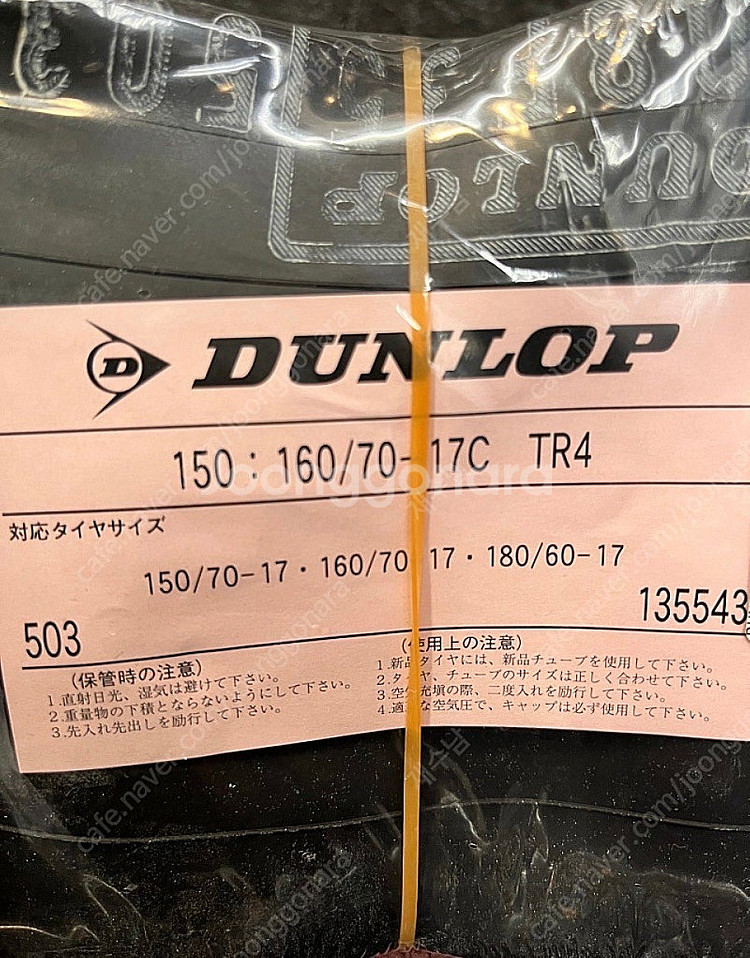 DUNLOP
D DUNLOP
150 : 160/70-17C TR4
対応タイヤサイズ
150/70-17・160/70-17・180/60-17
503
135543
(保管時の注意)
1.直射日光、湿気は避けて下さい。
2.重量物の下積とならないようにして下さい。
3.先入れ先出しを励行して下さい。
(使用上の注意)
1.新品タイヤには、新品チューブを使用して下さい。
2.タイヤ、チューブのサイズは正しく合わせて下さい。
3.空気充填の際、二度入れを励行して下さい。
4.適正な空気圧で、キャップは必ず使用して下さい。
joonggonara
cafe.naver.com/joonggonara